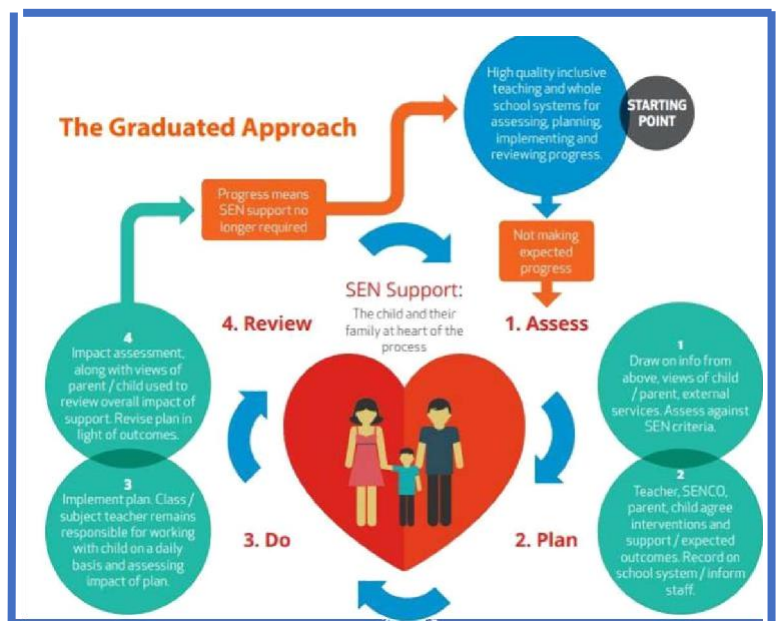 The Graduated Approach
High quality inclusive
teaching and whole
school systems for
assessing, planning,
implementing and
reviewing progress.
STARTING
POINT
Progress means
SEN support no
longer required
Not making
expected
progress
SEN Support:
The child and their
family at heart of the
process
4. Review
1. Assess
4
Impact assessment,
along with views of
parent / child used to
review overall impact of
support. Revise plan in
light of outcomes.
1
Draw on info from
above, views of child
/ parent, external
services. Assess against
SEN criteria.
3
Implement plan. Class /
subject teacher remains
responsible for working
with child on a daily
basis and assessing
impact of plan.
2
Teacher, SENCO,
parent, child agree
interventions and
support / expected
outcomes. Record on
school system / inform
staff.
3. Do
2. Plan